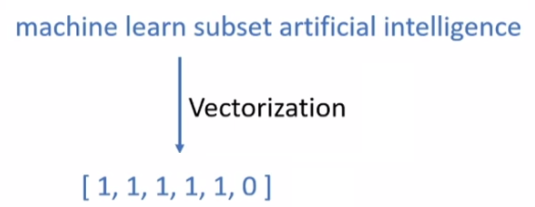 machine learn subset artificial intelligence
Vectorization
[ 1, 1, 1, 1, 1, 0 ]